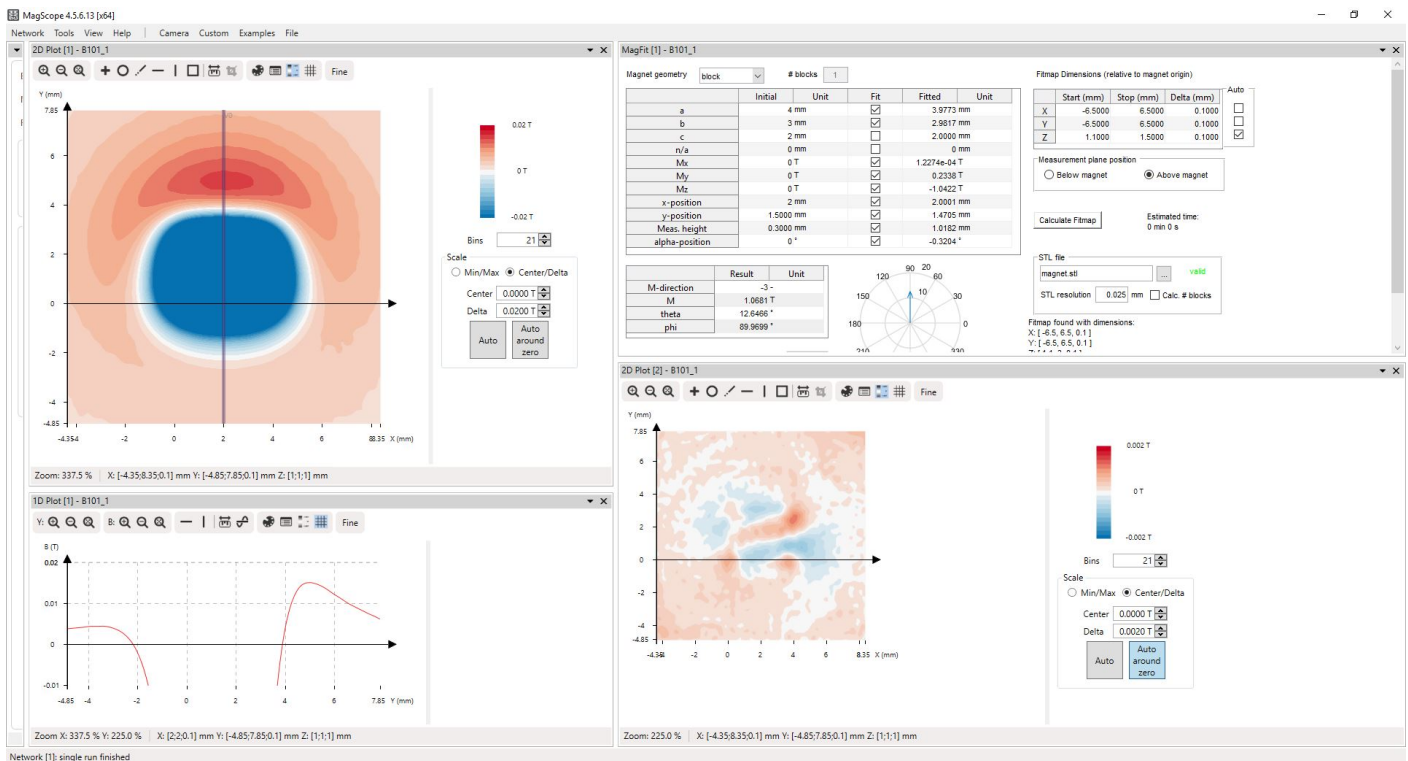 MagScope 4.5.6.13 [x64]
Network Tools View Help Camera Custom Examples File
2D Plot [1] - B101_1
Fine
Y (mm)
7.85
6
4
2
0
-2
-4
-4.85
-2 0 2 4 6 8.35 X (mm)
0.02 T
0 T
-0.02 T
Bins 21
Scale
Min/Max Center/Delta
Center 0.0000 T
Delta 0.0200 T
Auto
Auto around zero
Zoom: 337.5 % X: [-4.35;8.35;0.1] mm Y: [-4.85;7.85;0.1] mm Z: [1;1;1] mm
1D Plot [1] - B101_1
Y: B: Fine
B (T)
0.02
0.01
0
-0.01
-4.85 -4 -2 0 2 4 6 7.85 Y (mm)
Zoom X: 337.5 % Y: 225.0 % X: [2;2;0.1] mm Y: [-4.85;7.85;0.1] mm Z: [1;1;1] mm
Network [1]: single run finished
MagFit [1] - B101_1
Magnet geometry block # blocks 1
Initial Unit Fit Fitted Unit
a 4 mm 3.9773 mm
b 3 mm 2.9817 mm
c 2 mm 2.0000 mm
n/a 0 mm 0 mm
Mx 0 T 1.2274e-04 T
My 0 T 0.2338 T
Mz 0 T -1.0422 T
x-position 2 mm 2.0001 mm
y-position 1.5000 mm 1.4705 mm
Meas. height 0.3000 mm 1.0182 mm
alpha-position 0 ° -0.3204 °
Result Unit
M-direction -3 -
M 1.0681 T
theta 12.6466 °
phi 89.9699 °
90 20
120 60
150 10 30
180 0
210 330
Fitmap Dimensions (relative to magnet origin)
Auto
Start (mm) Stop (mm) Delta (mm)
X -6.5000 6.5000 0.1000
Y -6.5000 6.5000 0.1000
Z 1.1000 1.5000 0.1000
Measurement plane position
Below magnet Above magnet
Calculate Fitmap
Estimated time:
0 min 0 s
STL file
magnet.stl ... valid
STL resolution 0.025 mm Calc. # blocks
Fitmap found with dimensions:
X: [ -6.5, 6.5, 0.1 ]
Y: [ -6.5, 6.5, 0.1 ]
2D Plot [2] - B101_1
Fine
Y (mm)
7.85
6
4
2
0
-2
-4
-4.85
-2 0 2 4 6 8.35 X (mm)
0.002 T
0 T
-0.002 T
Bins 21
Scale
Min/Max Center/Delta
Center 0.0000 T
Delta 0.0020 T
Auto
Auto around zero
Zoom: 225.0 % X: [-4.35;8.35;0.1] mm Y: [-4.85;7.85;0.1] mm Z: [1;1;1] mm